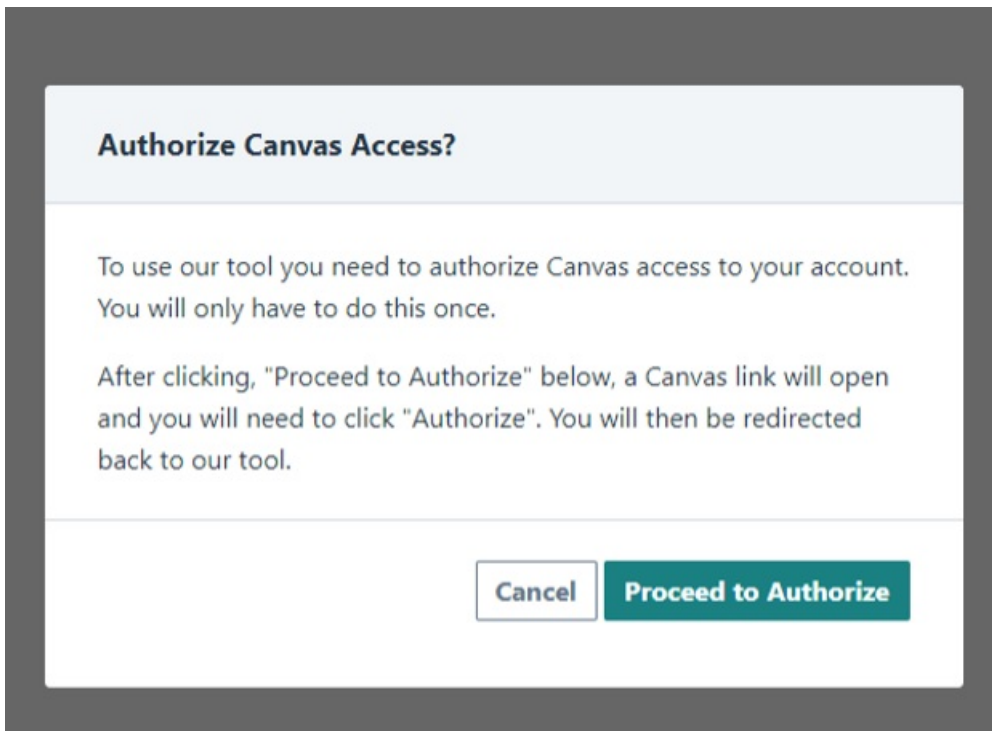 Authorize Canvas Access?
To use our tool you need to authorize Canvas access to your account.
You will only have to do this once.
After clicking, "Proceed to Authorize" below, a Canvas link will open
and you will need to click "Authorize". You will then be redirected
back to our tool.
Cancel
Proceed to Authorize